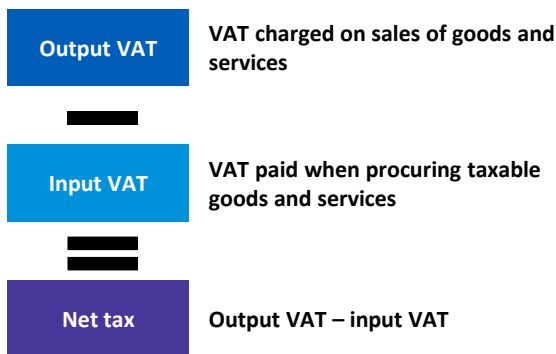 Output VAT
VAT charged on sales of goods and
services
Input VAT
VAT paid when procuring taxable
goods and services
Net tax
Output VAT – input VAT